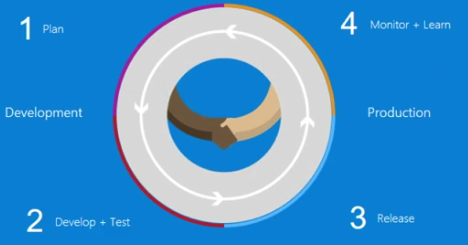 1 Plan
4 Monitor + Learn
Development
Production
2 Develop + Test
3 Release